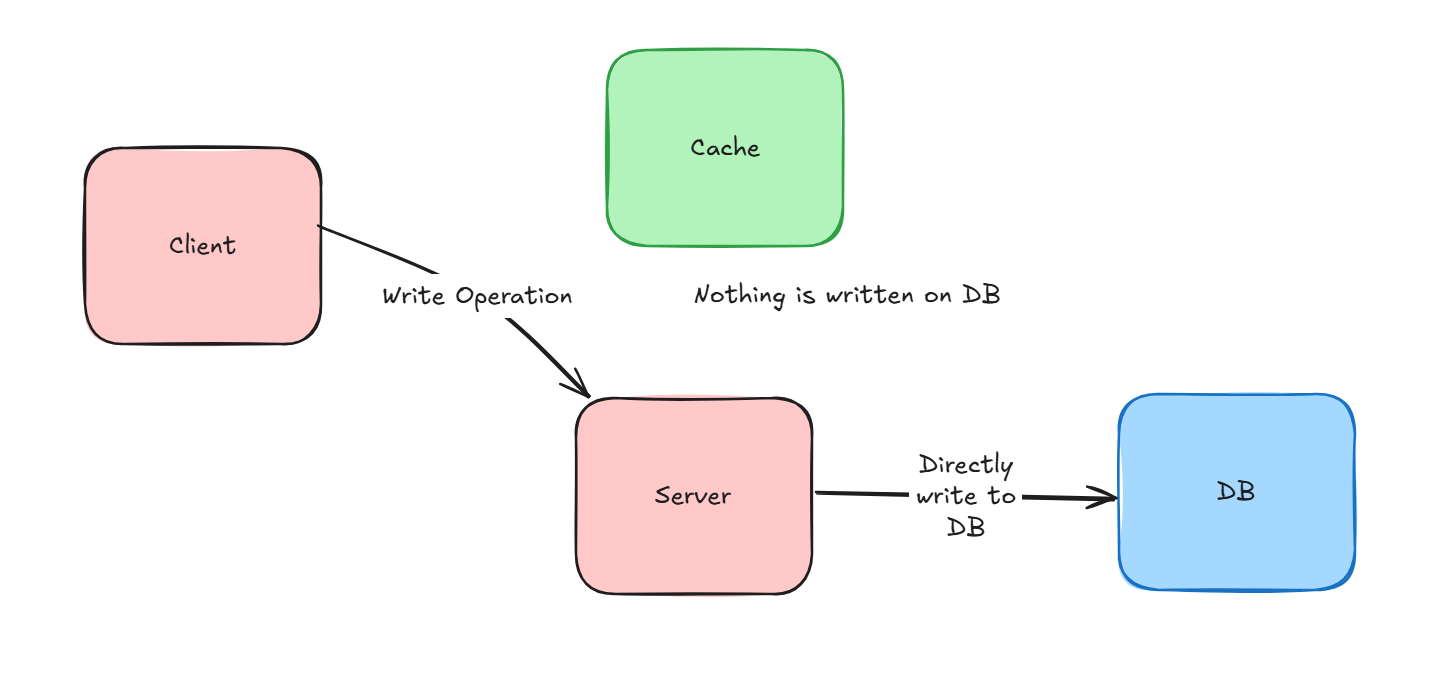 Cache
Client
Write Operation
Nothing is written on DB
Server
Directly
write to
DB
DB